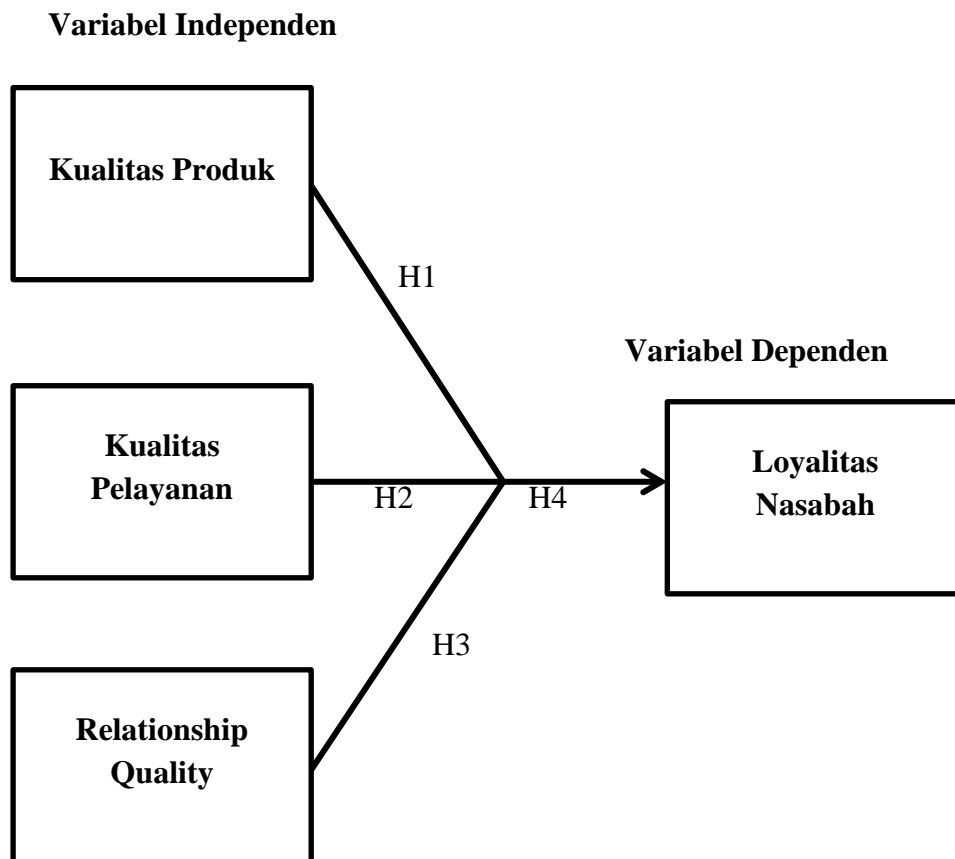 Variabel Independen
Kualitas Produk
H1
Variabel Dependen
Kualitas
Pelayanan
H2
H4
Loyalitas
Nasabah
H3
Relationship
Quality